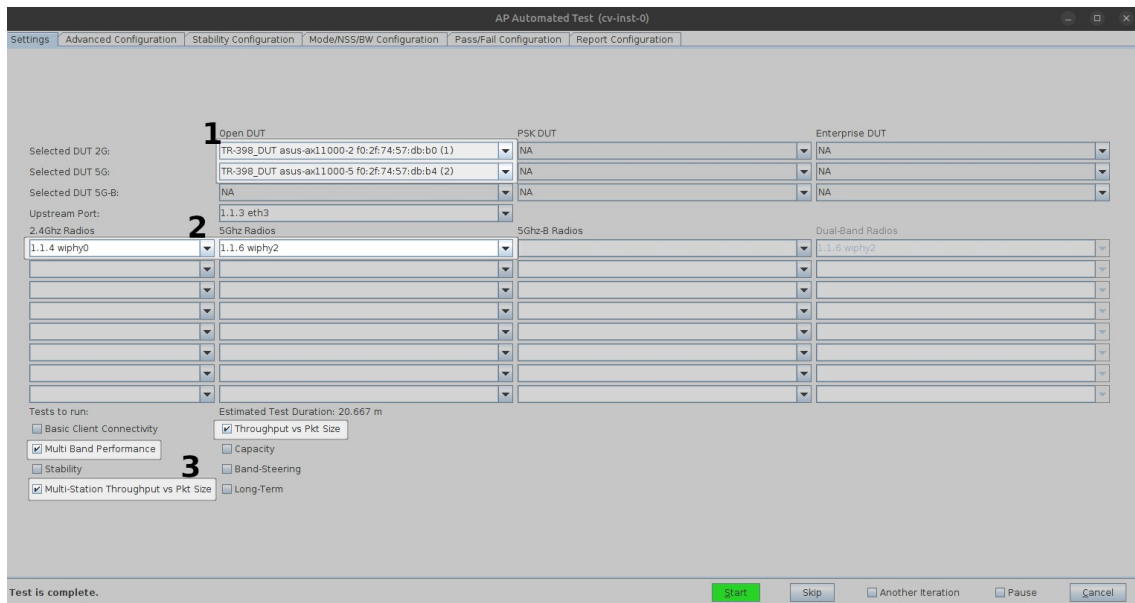 AP Automated Test (cv-inst-0)
Settings Advanced Configuration Stability Configuration Mode/NSS/BW Configuration Pass/Fail Configuration Report Configuration
1
Open DUT PSK DUT Enterprise DUT
Selected DUT 2G: TR-398_DUT asus-ax11000-2 f0:2f:74:57:db:b0 (1) NA NA
Selected DUT 5G: TR-398_DUT asus-ax11000-5 f0:2f:74:57:db:b4 (2) NA NA
Selected DUT 5G-B: NA NA NA
Upstream Port: 1.1.3 eth3
2
2.4Ghz Radios 5Ghz Radios 5Ghz-B Radios Dual-Band Radios
1.1.4 wiphy0 1.1.6 wiphy2 1.1.6 wiphy2
Tests to run: Estimated Test Duration: 20.667 m
Basic Client Connectivity Throughput vs Pkt Size
Multi Band Performance Capacity
3
Stability Band-Steering
Multi-Station Throughput vs Pkt Size Long-Term
Test is complete. Start Skip Another Iteration Pause Cancel